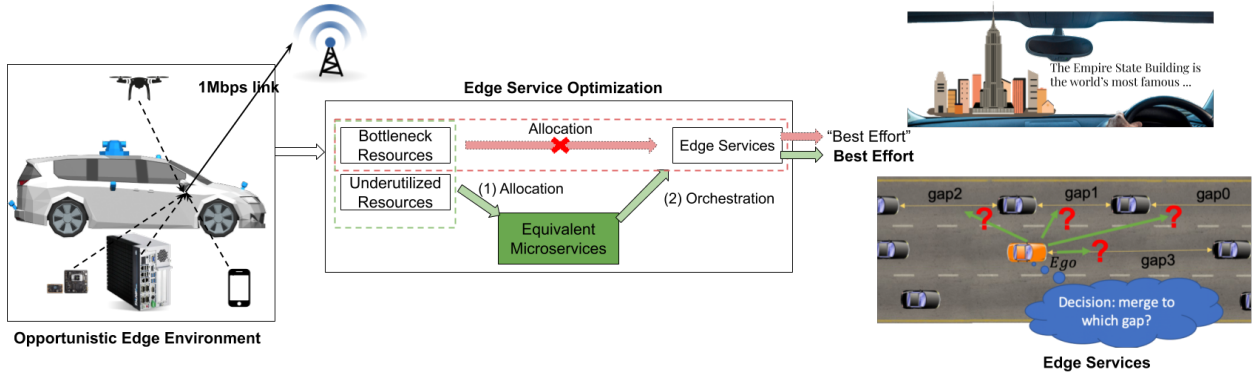 1Mbps link
Opportunistic Edge Environment
Edge Service Optimization
Bottleneck
Resources
Allocation
Edge Services
Underutilized
Resources
(1) Allocation
(2) Orchestration
Equivalent
Microservices
“Best Effort”
Best Effort
The Empire State Building is
the world’s most famous ...
gap2
gap1
gap0
?
?
?
?
Ego
gap3
Decision: merge to
which gap?
Edge Services